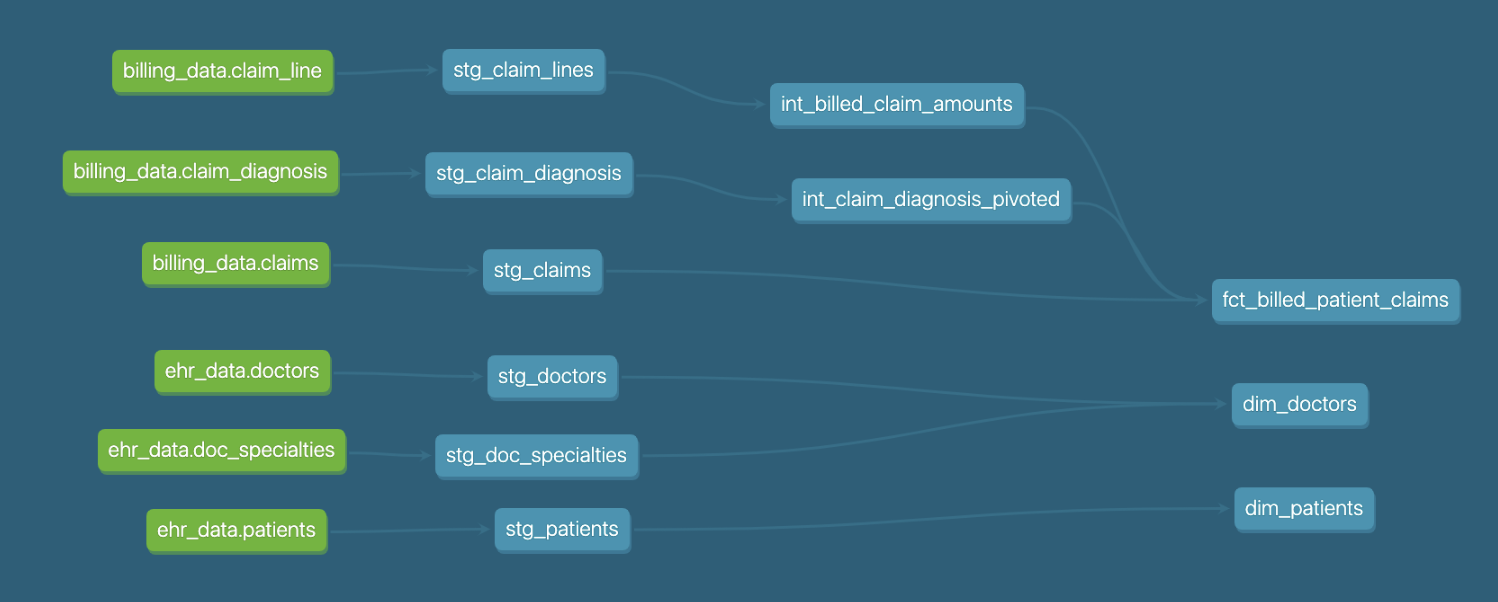 billing_data.claim_line
stg_claim_lines
int_billed_claim_amounts
billing_data.claim_diagnosis
stg_claim_diagnosis
int_claim_diagnosis_pivoted
billing_data.claims
stg_claims
fct_billed_patient_claims
ehr_data.doctors
stg_doctors
dim_doctors
ehr_data.doc_specialties
stg_doc_specialties
ehr_data.patients
stg_patients
dim_patients